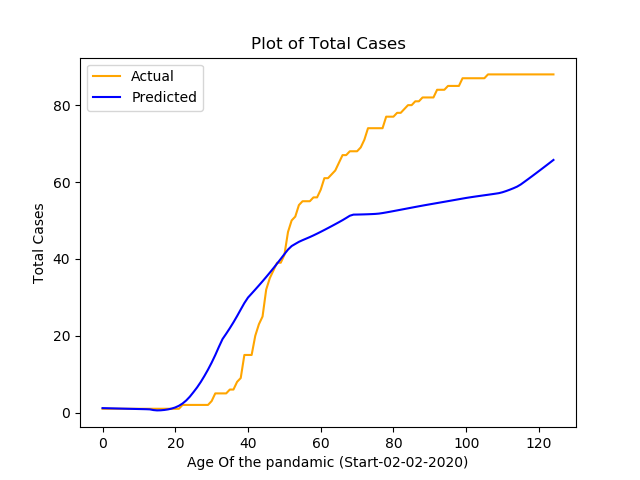 Plot of Total Cases
Actual
Predicted
80
60
40
20
0
Total Cases
0 20 40 60 80 100 120
Age Of the pandamic (Start-02-02-2020)